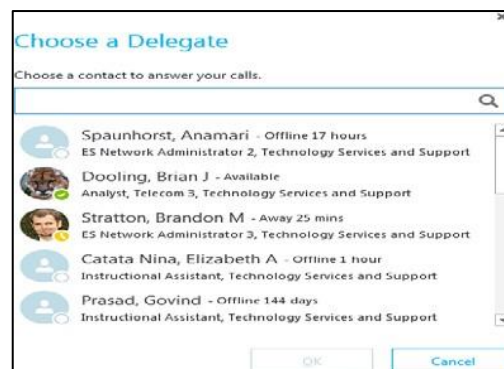 Choose a Delegate
Choose a contact to answer your calls.
Spaunhorst, Anamari - Offline 17 hours
ES Network Administrator 2, Technology Services and Support
Dooling, Brian J - Available
Analyst, Telecom 3, Technology Services and Support
Stratton, Brandon M - Away 25 mins
ES Network Administrator 3, Technology Services and Support
Catata Nina, Elizabeth A - Offline 1 hour
Instructional Assistant, Technology Services and Support
Prasad, Govind - Offline 144 days
Instructional Assistant, Technology Services and Support
OK Cancel